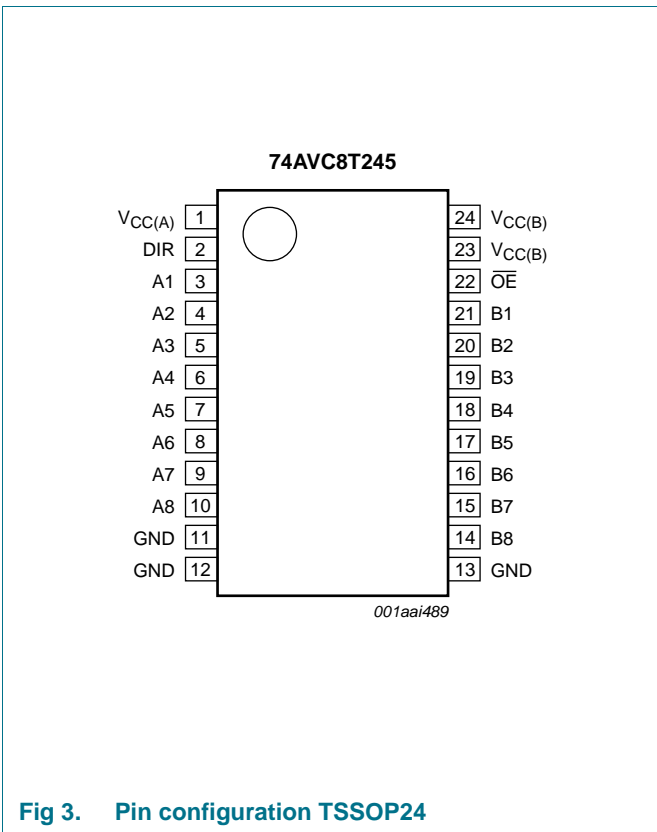 74AVC8T245
VCC(A) 1 24 VCC(B)
DIR 2 23 VCC(B)
A1 3 22 O̅E̅
A2 4 21 B1
A3 5 20 B2
A4 6 19 B3
A5 7 18 B4
A6 8 17 B5
A7 9 16 B6
A8 10 15 B7
GND 11 14 B8
GND 12 13 GND
001aai489
Fig 3. Pin configuration TSSOP24